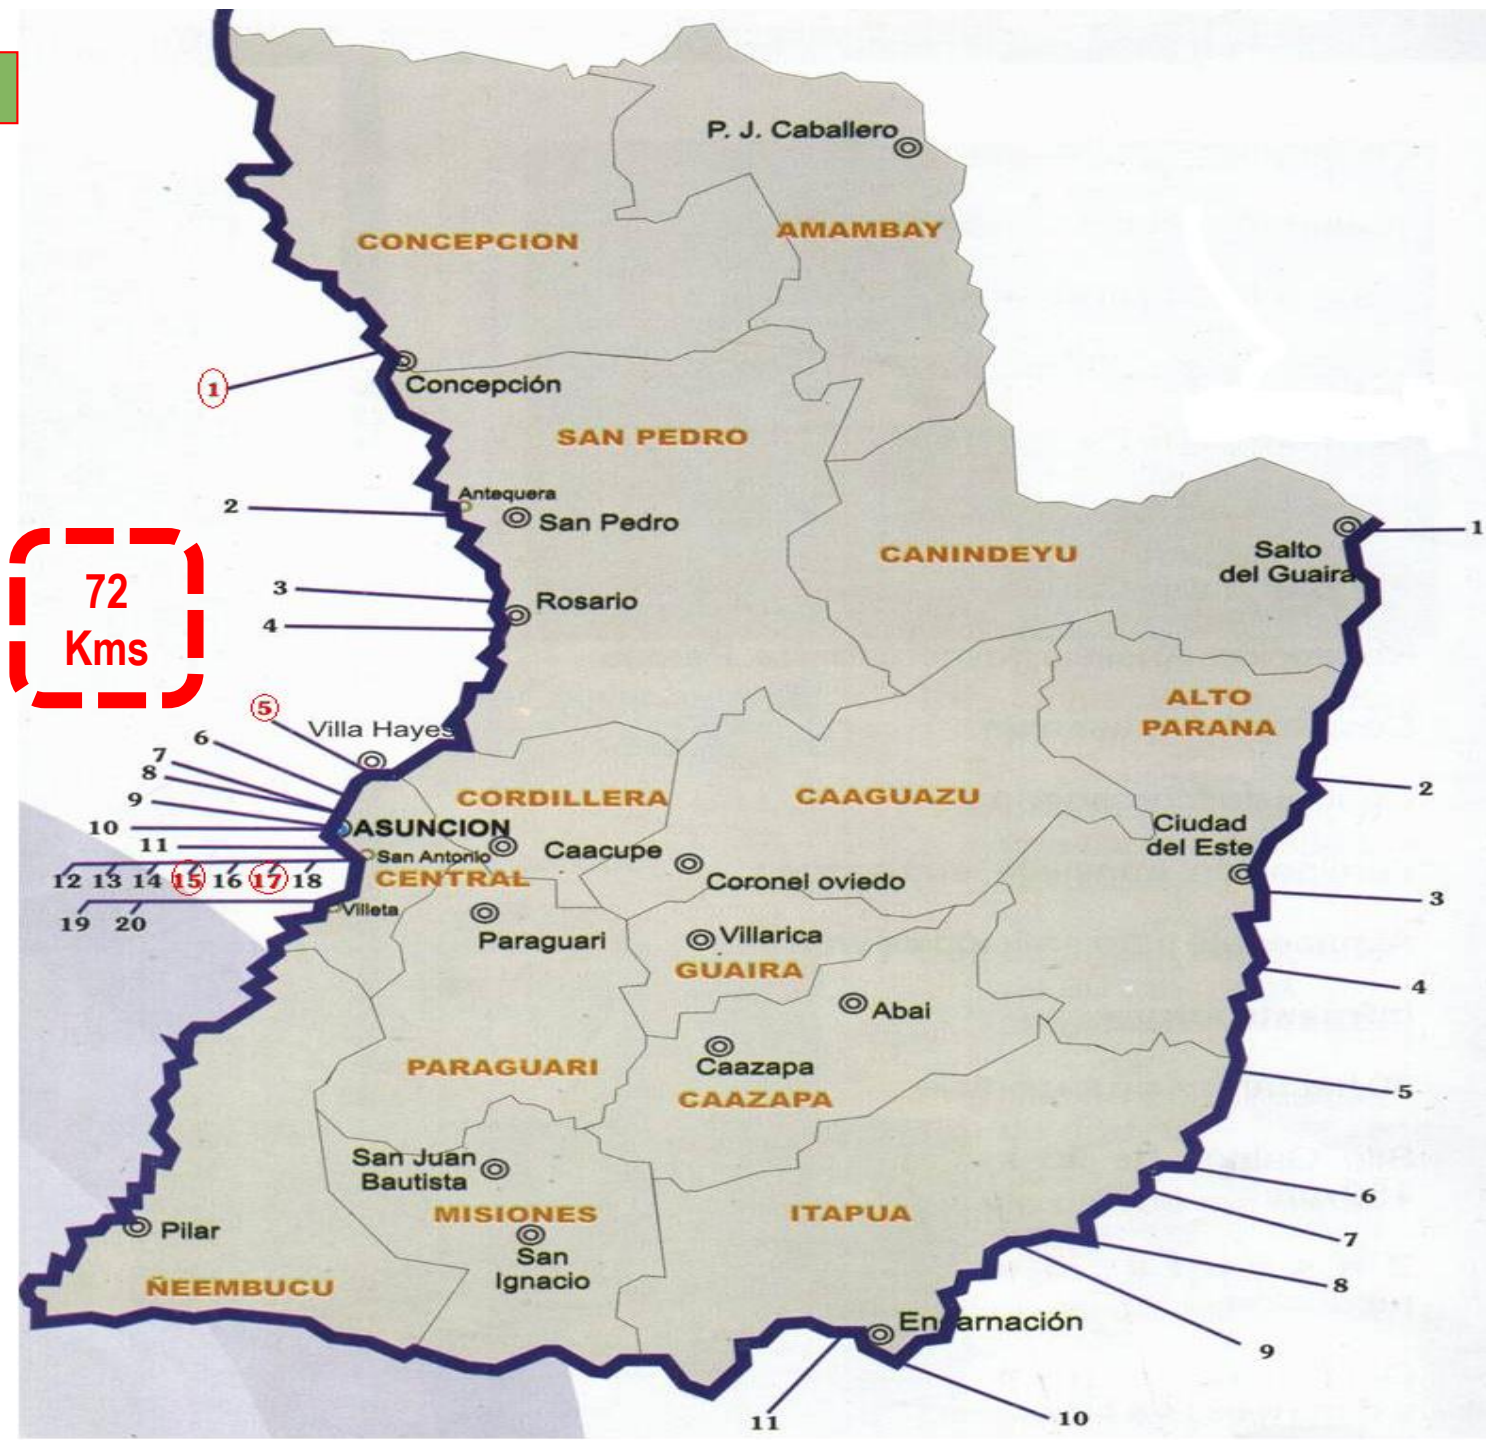 P. J. Caballero
AMAMBAY
CONCEPCION
1
Concepción
SAN PEDRO
Antequera
2
San Pedro
1
Salto
del Guaira
CANINDEYU
72
Kms
3
Rosario
4
5
Villa Hayes
ALTO
PARANA
6
7
8
9
10
11
2
CORDILLERA
CAAGUAZU
ASUNCION
Ciudad
del Este
San Antonio
Caacupe
CENTRAL
Coronel oviedo
12 13 14 15 16 17 18
3
Villeta
19 20
Paraguari
Villarica
GUAIRA
4
Abai
PARAGUARI
Caazapa
CAAZAPA
5
San Juan
Bautista
6
MISIONES
ITAPUA
Pilar
7
San
Ignacio
ÑEEMBUCU
8
Encarnación
9
11
10